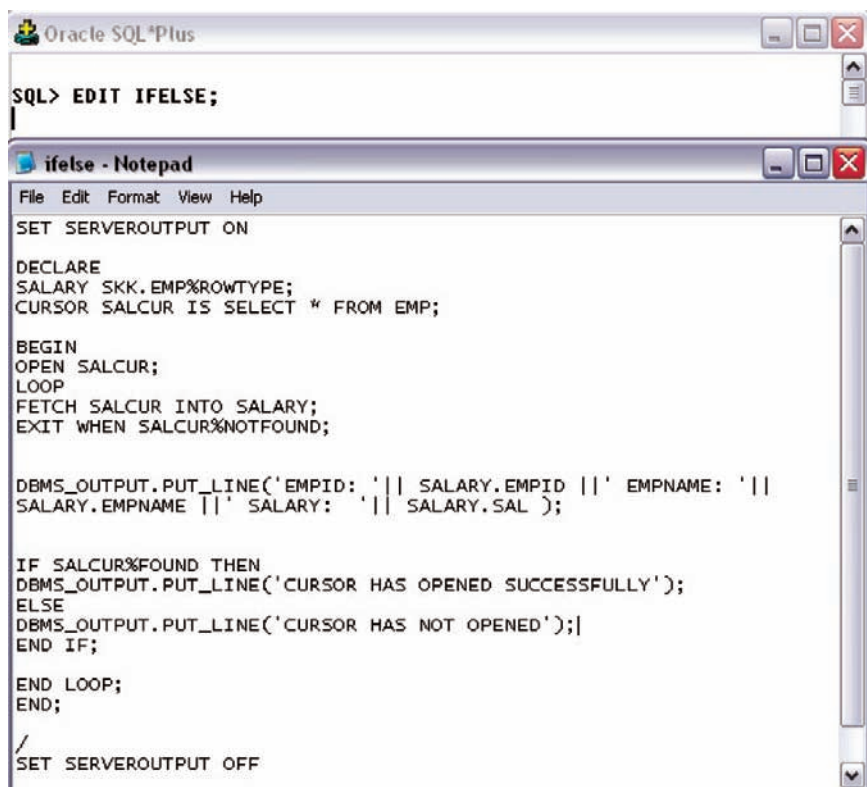 Oracle SQL*Plus
SQL> EDIT IFELSE;
ifelse - Notepad
File Edit Format View Help
SET SERVEROUTPUT ON
DECLARE
SALARY SKK.EMP%ROWTYPE;
CURSOR SALCUR IS SELECT * FROM EMP;
BEGIN
OPEN SALCUR;
LOOP
FETCH SALCUR INTO SALARY;
EXIT WHEN SALCUR%NOTFOUND;
DBMS_OUTPUT.PUT_LINE('EMPID: '|| SALARY.EMPID ||' EMPNAME: '||
SALARY.EMPNAME ||' SALARY:  '|| SALARY.SAL );
IF SALCUR%FOUND THEN
DBMS_OUTPUT.PUT_LINE('CURSOR HAS OPENED SUCCESSFULLY');
ELSE
DBMS_OUTPUT.PUT_LINE('CURSOR HAS NOT OPENED');
END IF;
END LOOP;
END;
/
SET SERVEROUTPUT OFF